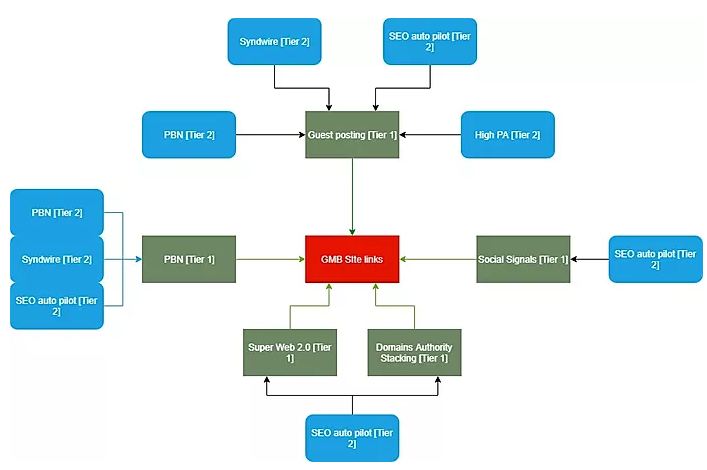 Syndwire [Tier 2]
SEO auto pilot [Tier
2]
PBN [Tier 2]
Guest posting [Tier 1]
High PA [Tier 2]
PBN [Tier 2]
Syndwire [Tier 2]
SEO auto pilot [Tier
2]
PBN [Tier 1]
GMB SIte links
Social Signals [Tier 1]
SEO auto pilot [Tier
2]
Super Web 2.0 [Tier
1]
Domains Authority
Stacking [Tier 1]
SEO auto pilot [Tier
2]